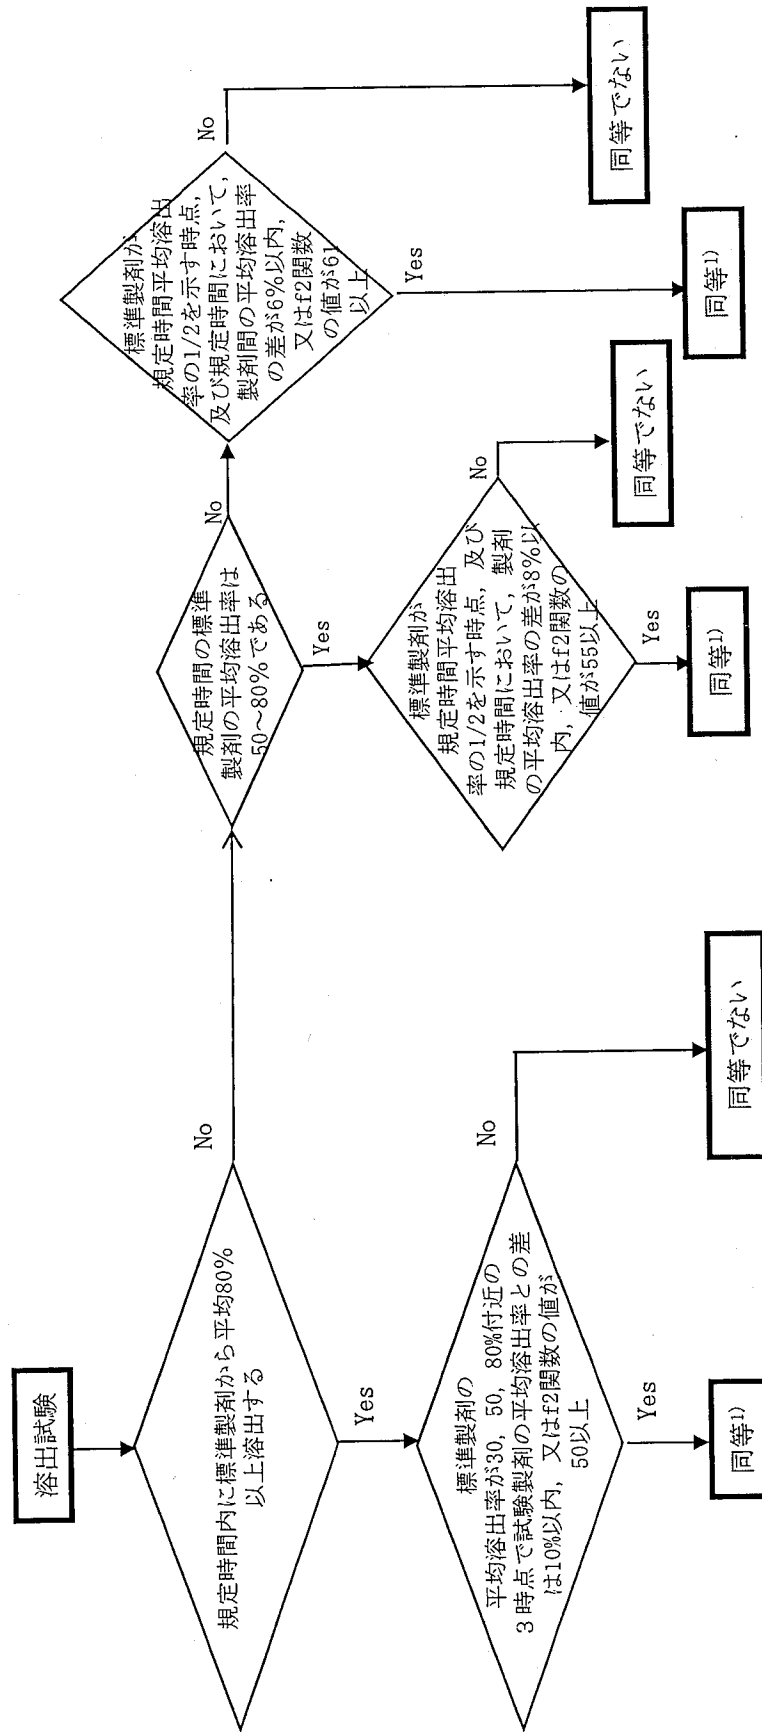 溶出試験
規定時間内に標準製剤から平均80%
以上溶出する
No
Yes
標準製剤の
平均溶出率が30, 50, 80%付近の
3時点で試験製剤の平均溶出率との差
は10%以内, 又はf2関数の値が
50以上
No
Yes
同等1)
同等でない
規定時間の標準
製剤の平均溶出率は
50～80%である
No
Yes
標準製剤が
規定時間平均溶出
率の1/2を示す時点, 及び
規定時間において, 製剤
の平均溶出率の差が8%以
内, 又はf2関数の
値が55以上
No
Yes
同等1)
同等でない
標準製剤が
規定時間平均溶出
率の1/2を示す時点,
及び規定時間において,
製剤間の平均溶出率
の差が6%以内,
又はf2関数
の値が61
以上
No
Yes
同等1)
同等でない